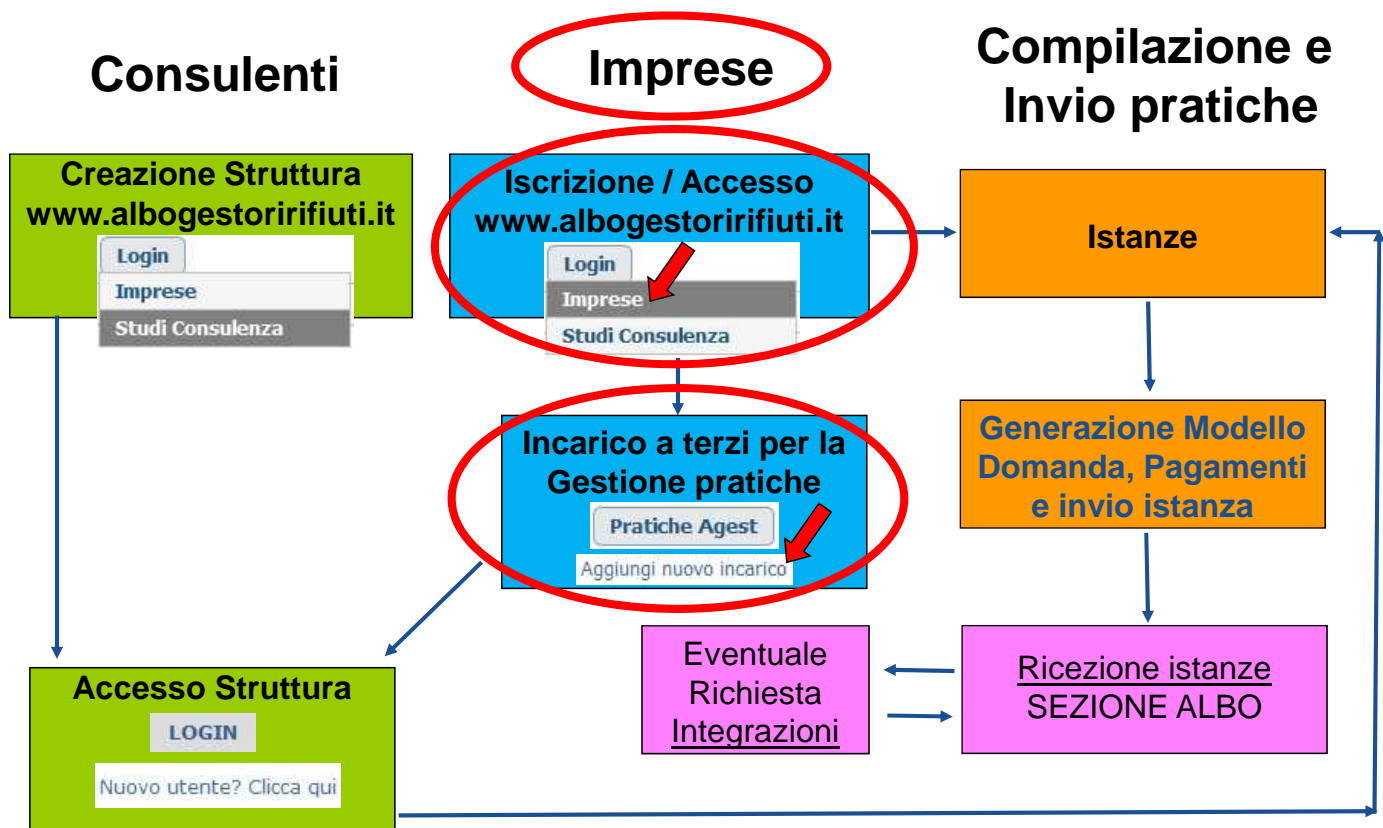 Consulenti
Imprese
Compilazione e
Invio pratiche
Creazione Struttura
www.albogestoririfiuti.it
Login
Imprese
Studi Consulenza
Iscrizione / Accesso
www.albogestoririfiuti.it
Login
Imprese
Studi Consulenza
Istanze
Incarico a terzi per la
Gestione pratiche
Pratiche Agest
Aggiungi nuovo incarico
Generazione Modello
Domanda, Pagamenti
e invio istanza
Accesso Struttura
LOGIN
Nuovo utente? Clicca qui
Eventuale
Richiesta
Integrazioni
Ricezione istanze
SEZIONE ALBO